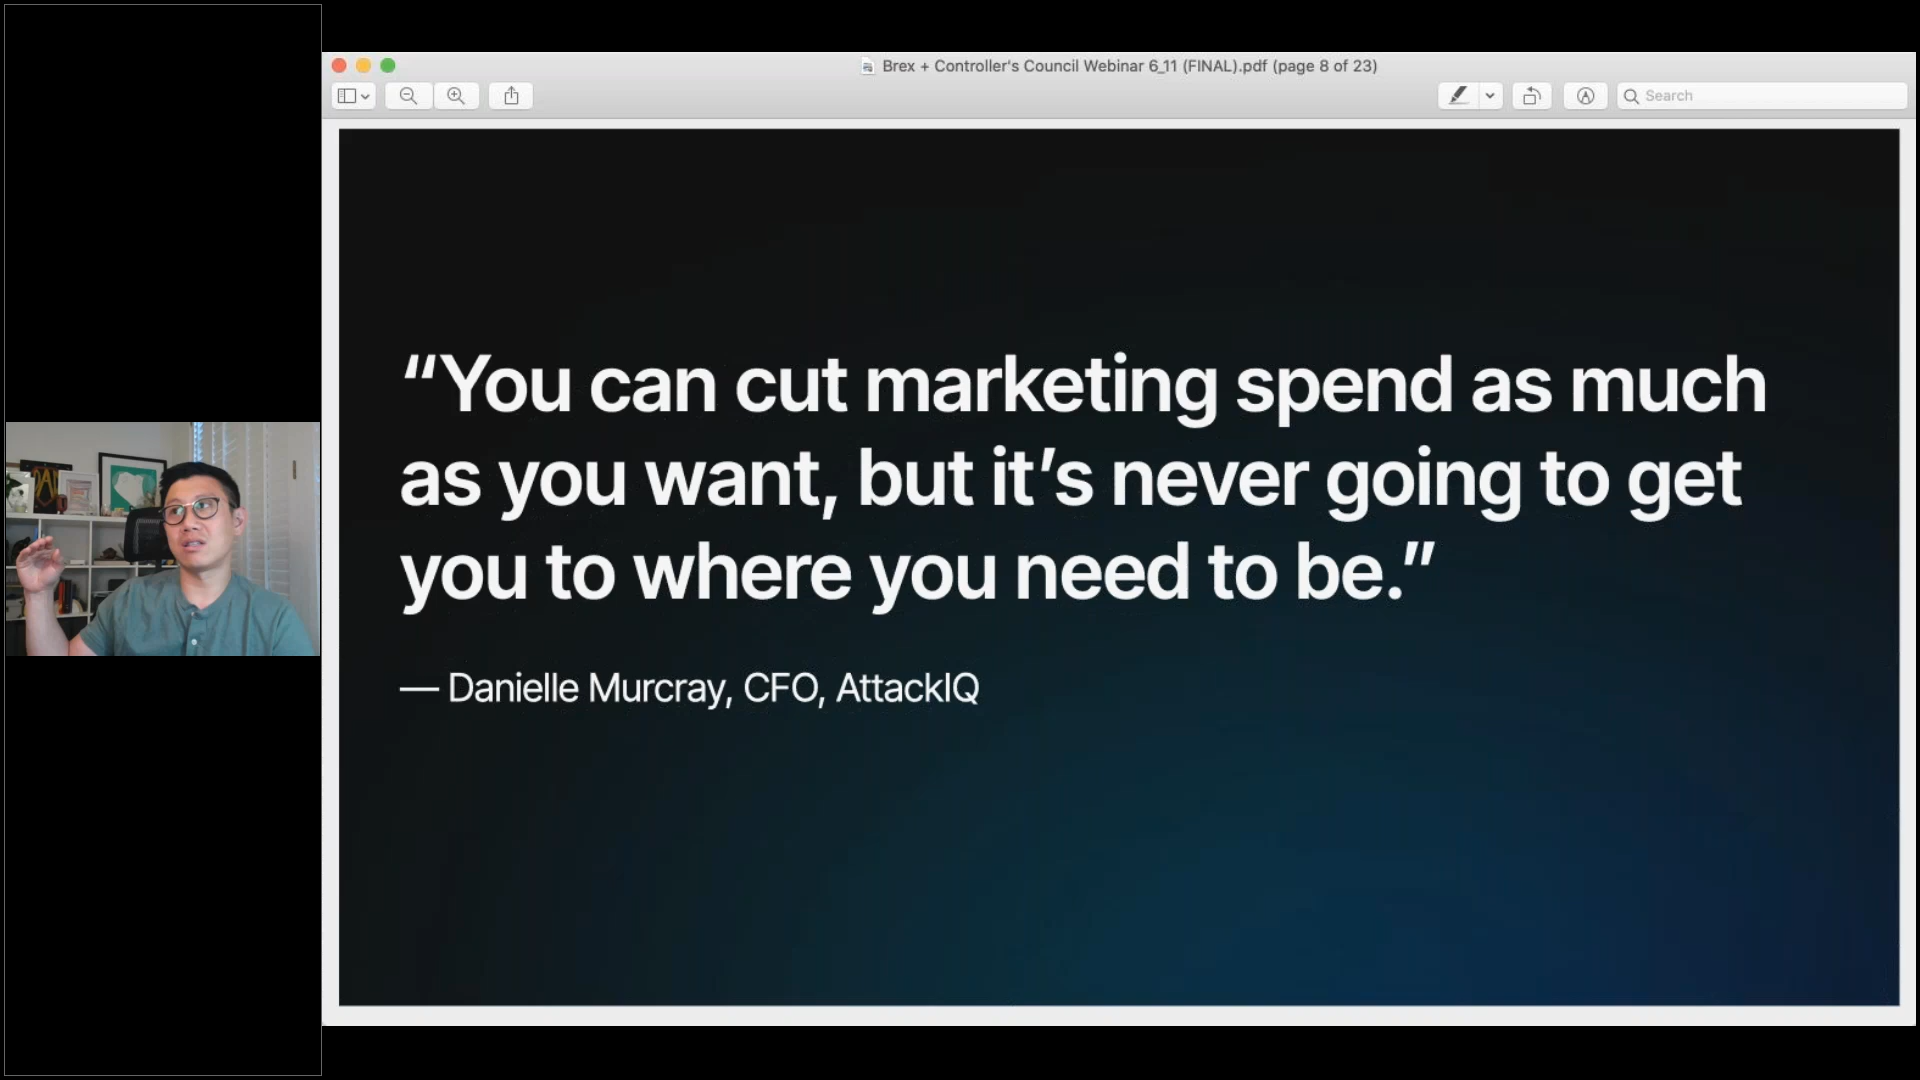 Brex + Controller's Council Webinar 6_11 (FINAL).pdf (page 8 of 23)
Search
“You can cut marketing spend as much
as you want, but it’s never going to get
you to where you need to be.”
— Danielle Murcray, CFO, AttackIQ